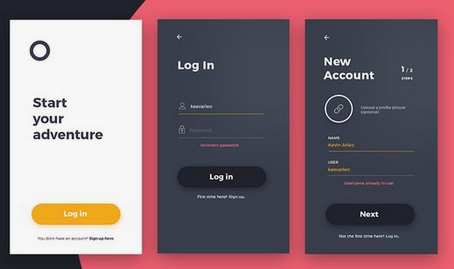 Start
your
adventure
Log in
You dont have an account? Sign up here
Log In
keevarleo
Password
Incorrect password.
Log in
First time here? Sign up.
New
Account
1 / 2
STEPS
Upload a profile picture
(optional)
NAME
Kevin Arleo
USER
keevarleo
Username already in use.
Next
Not the first time here? Log in.